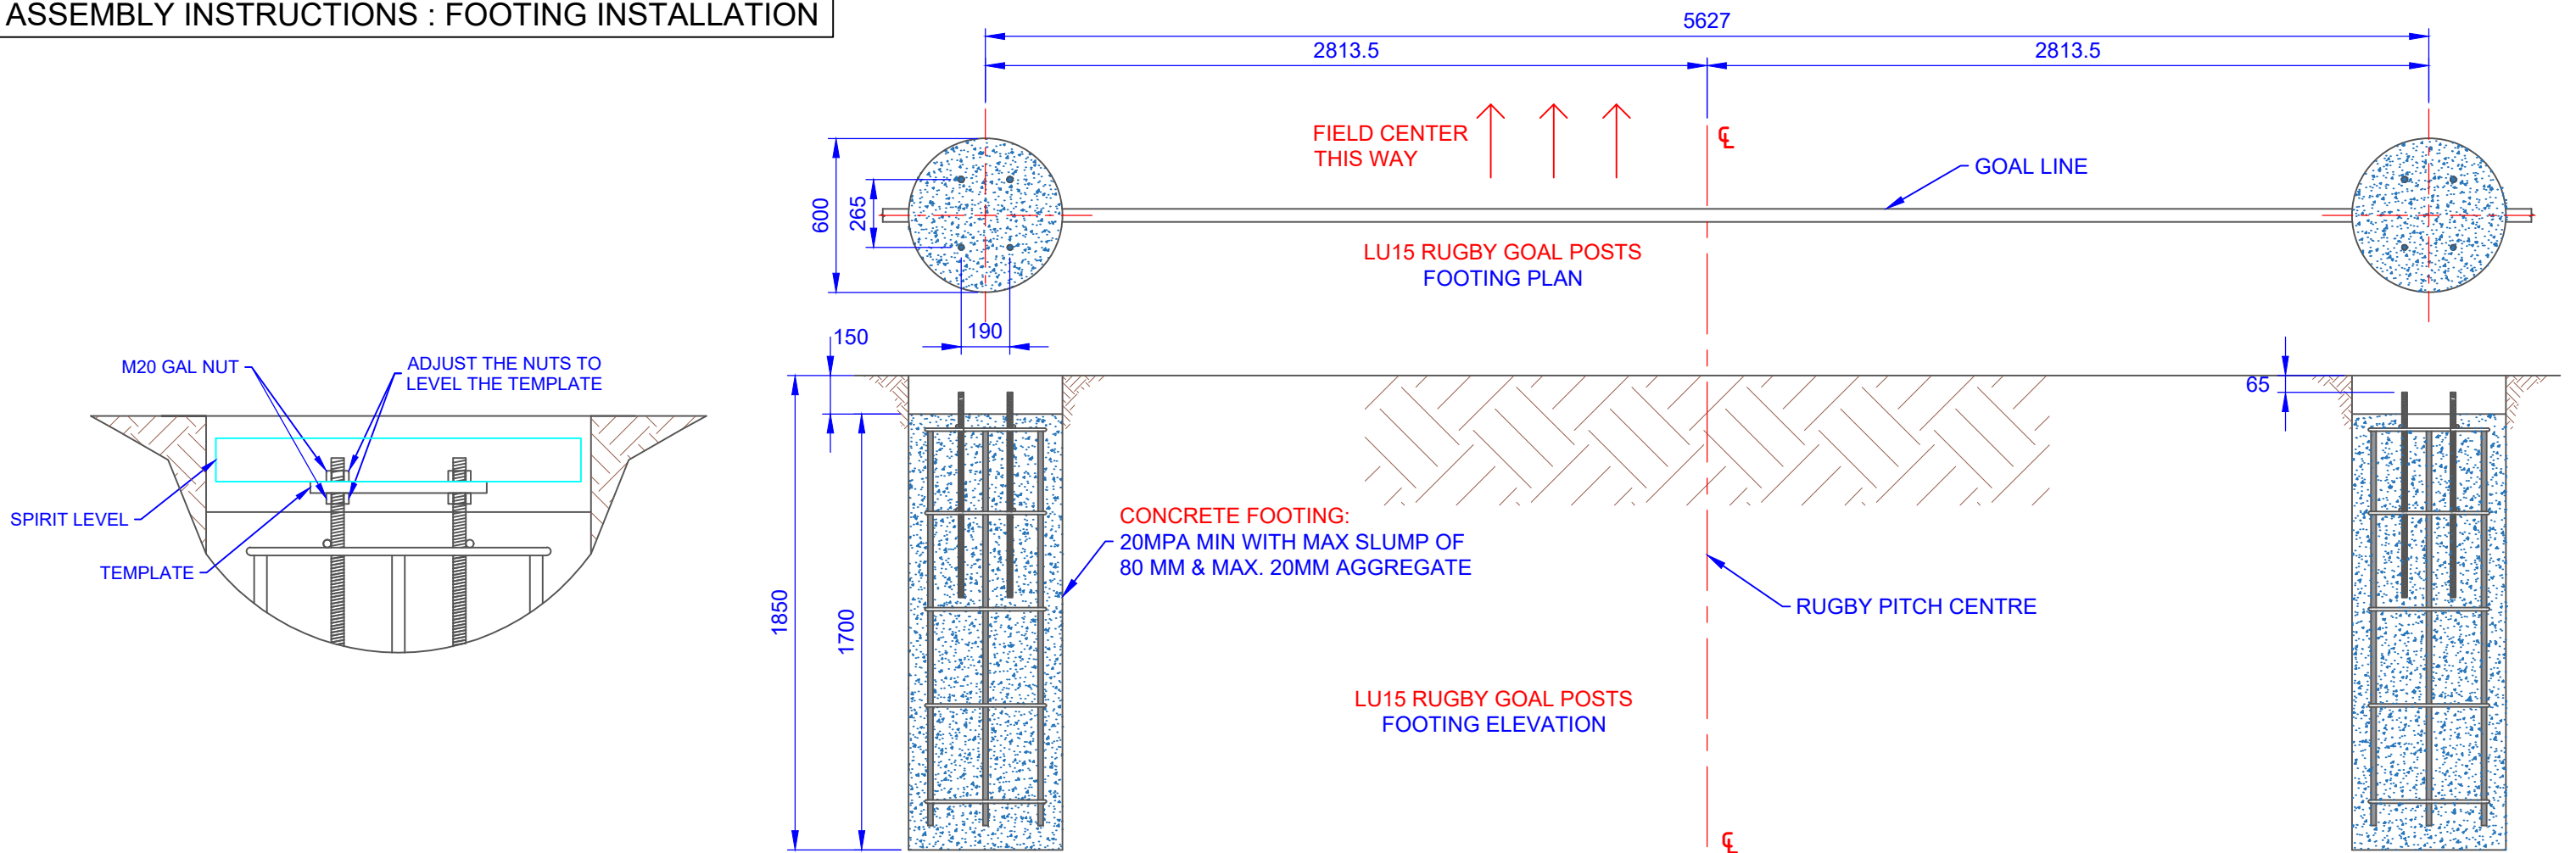 ASSEMBLY INSTRUCTIONS : FOOTING INSTALLATION
5627
2813.5
2813.5
FIELD CENTER
THIS WAY
℄
GOAL LINE
600
265
LU15 RUGBY GOAL POSTS
FOOTING PLAN
190
150
65
M20 GAL NUT
ADJUST THE NUTS TO
LEVEL THE TEMPLATE
SPIRIT LEVEL
TEMPLATE
CONCRETE FOOTING:
20MPA MIN WITH MAX SLUMP OF
80 MM & MAX. 20MM AGGREGATE
1850
1700
RUGBY PITCH CENTRE
LU15 RUGBY GOAL POSTS
FOOTING ELEVATION
℄